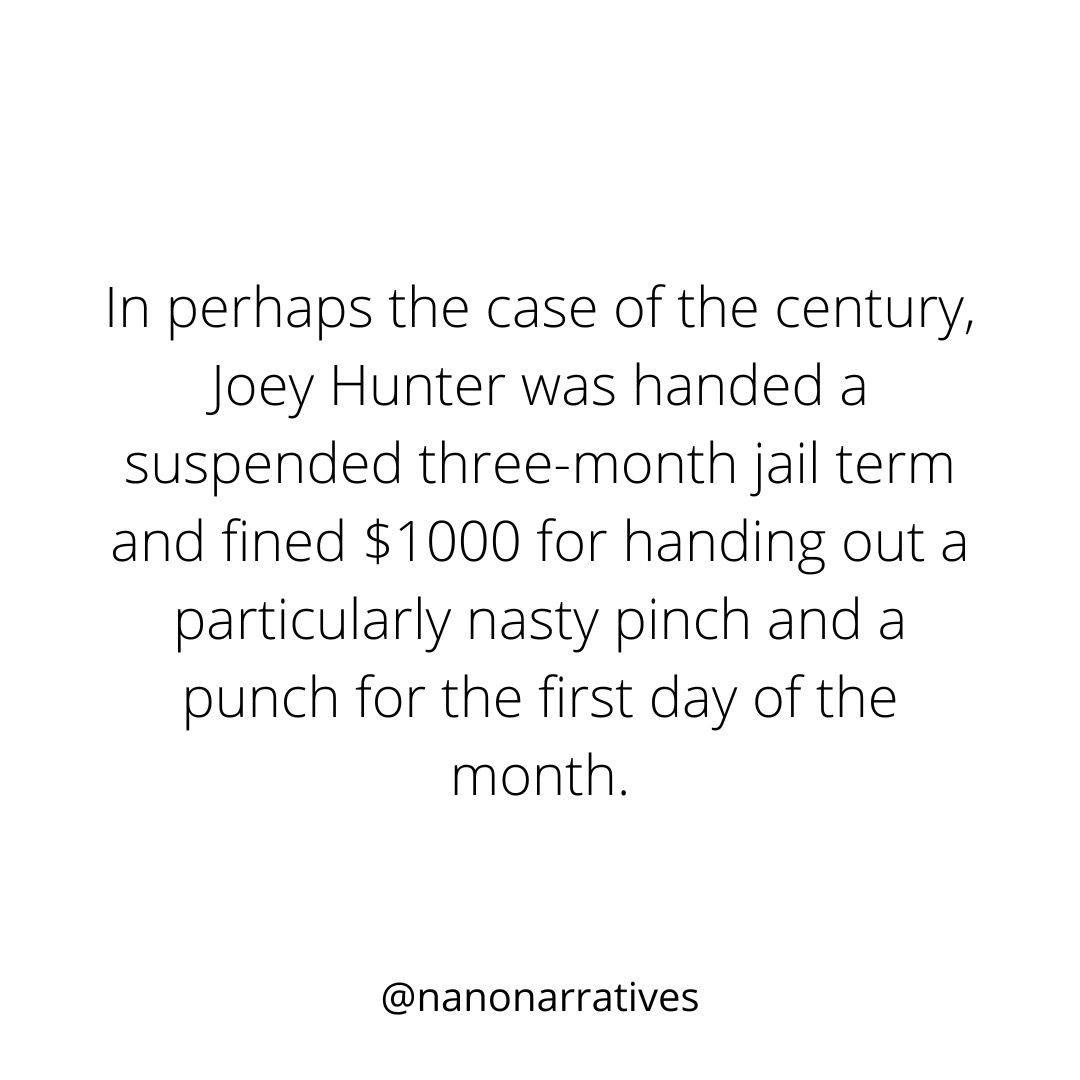 In perhaps the case of the century,
Joey Hunter was handed a
suspended three-month jail term
and fined $1000 for handing out a
particularly nasty pinch and a
punch for the first day of the
month.
@nanonarratives